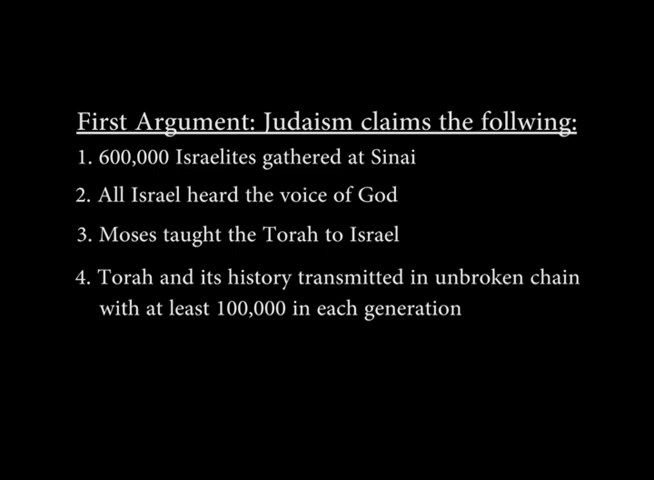 First Argument: Judaism claims the follwing:
1. 600,000 Israelites gathered at Sinai
2. All Israel heard the voice of God
3. Moses taught the Torah to Israel
4. Torah and its history transmitted in unbroken chain
with at least 100,000 in each generation